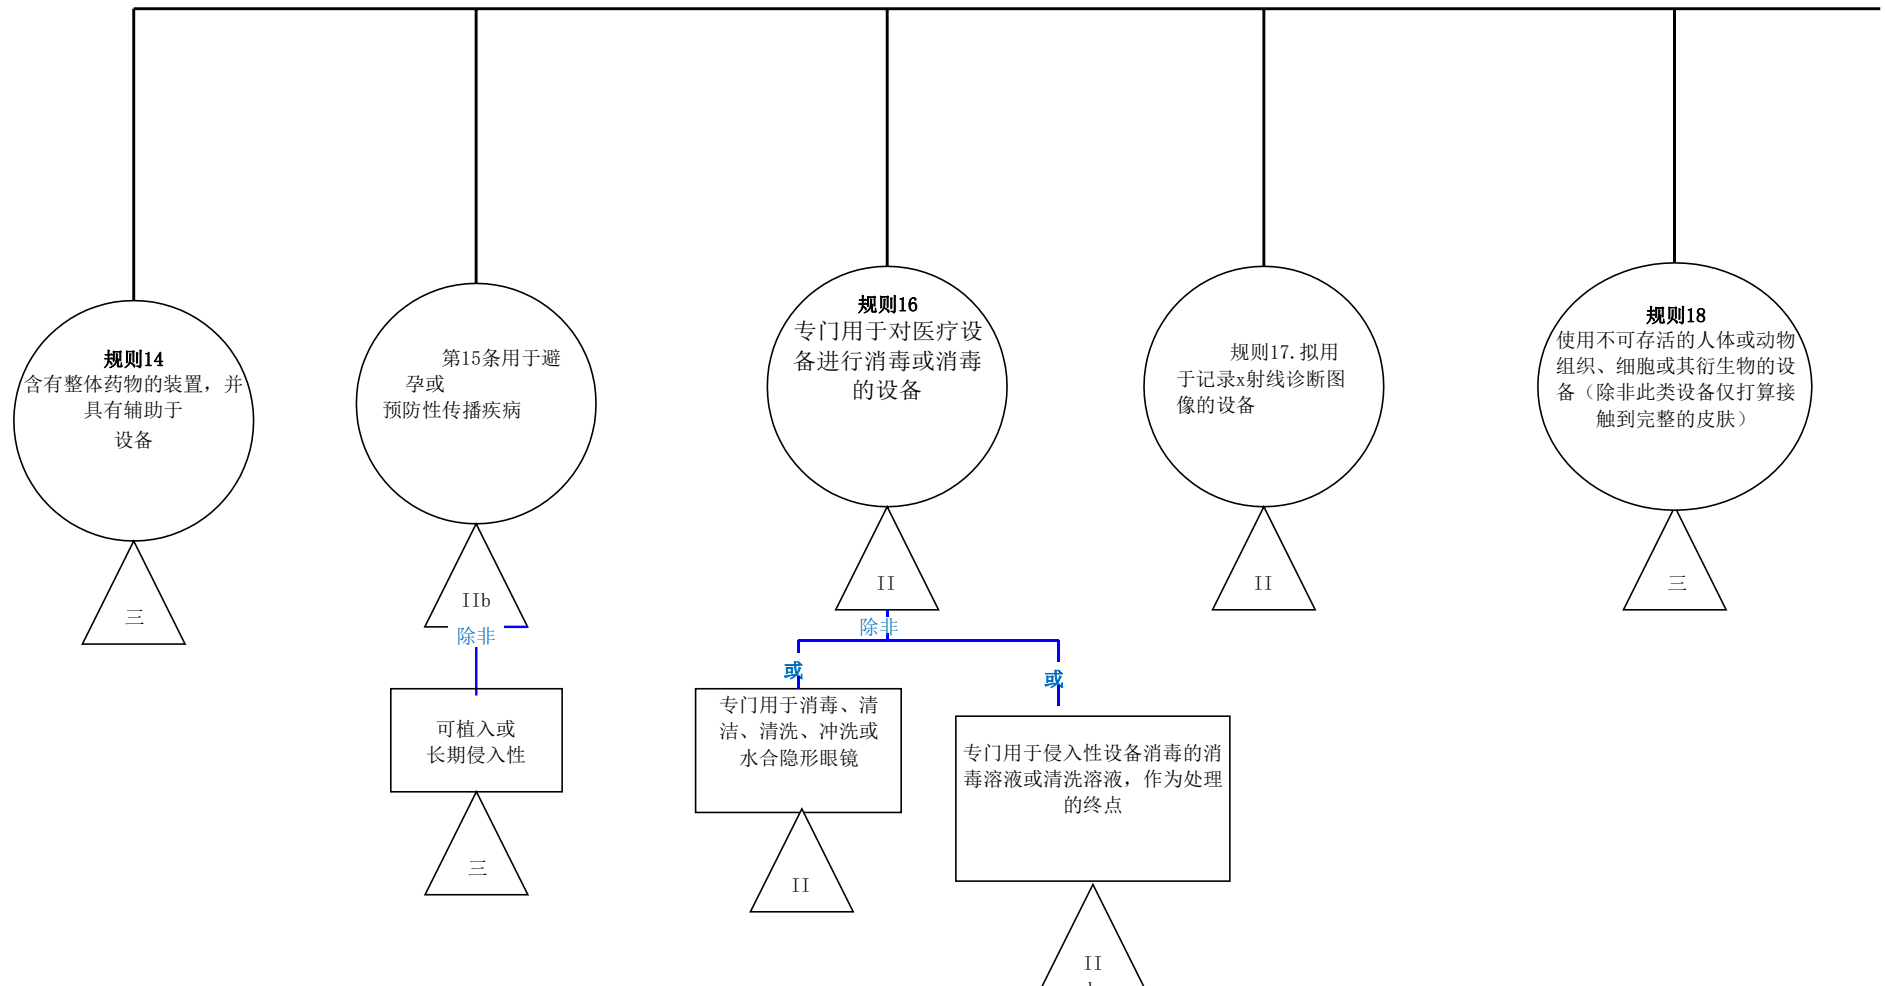 规则14
含有整体药物的装置，并
具有辅助于
设备
三
第15条用于避
孕或
预防性传播疾病
IIb
除非
可植入或
长期侵入性
三
规则16
专门用于对医疗设
备进行消毒或消毒
的设备
II
除非
或
专门用于消毒、清
洁、清洗、冲洗或
水合隐形眼镜
II
或
专门用于侵入性设备消毒的消
毒溶液或清洗溶液，作为处理
的终点
II
规则17.拟用
于记录x射线诊断图
像的设备
II
规则18
使用不可存活的人体或动物
组织、细胞或其衍生物的设
备（除非此类设备仅打算接
触到完整的皮肤）
三